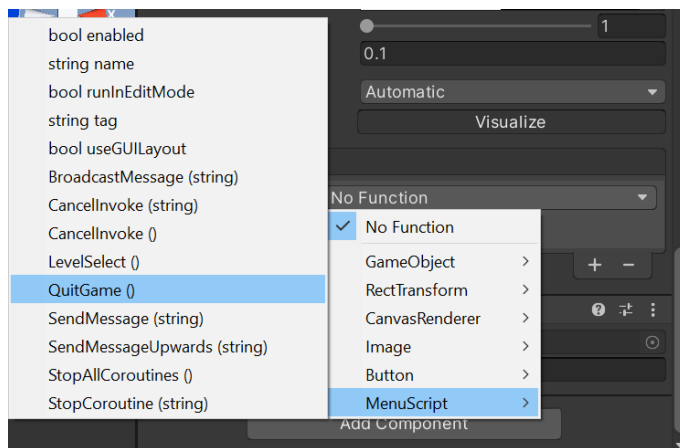 bool enabled
string name
bool runInEditMode
string tag
bool useGUILayout
BroadcastMessage (string)
CancelInvoke (string)
CancelInvoke ()
LevelSelect ()
QuitGame ()
SendMessage (string)
SendMessageUpwards (string)
StopAllCoroutines ()
StopCoroutine (string)
1
0.1
Automatic
Visualize
No Function
No Function
GameObject
RectTransform
CanvasRenderer
Image
Button
MenuScript
Add Component